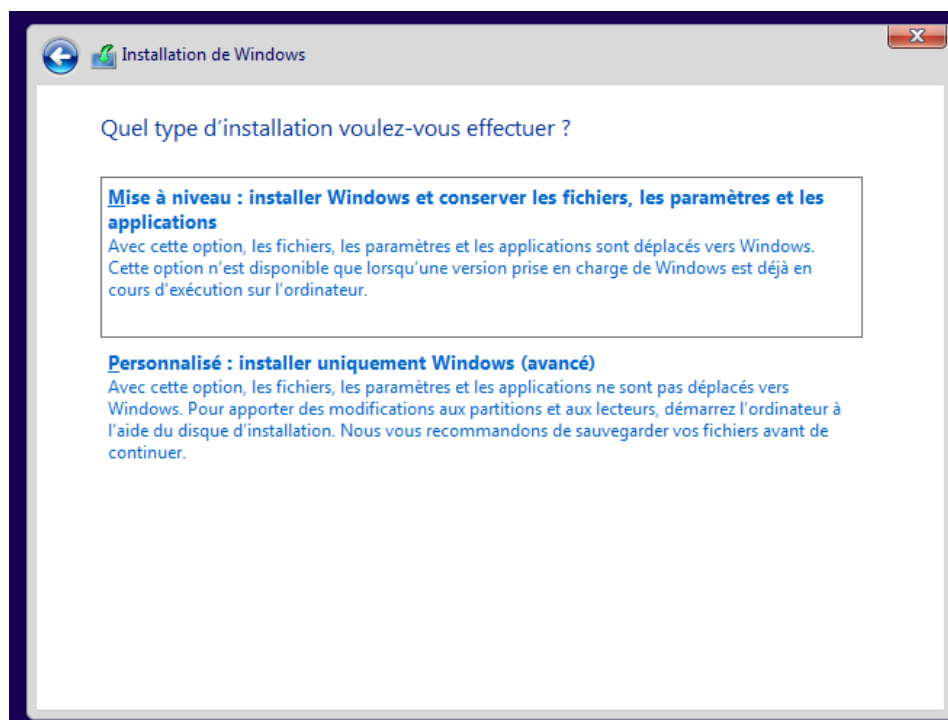 Installation de Windows
Quel type d’installation voulez-vous effectuer ?
Mise à niveau : installer Windows et conserver les fichiers, les paramètres et les
applications
Avec cette option, les fichiers, les paramètres et les applications sont déplacés vers Windows.
Cette option n’est disponible que lorsqu’une version prise en charge de Windows est déjà en
cours d’exécution sur l’ordinateur.
Personnalisé : installer uniquement Windows (avancé)
Avec cette option, les fichiers, les paramètres et les applications ne sont pas déplacés vers
Windows. Pour apporter des modifications aux partitions et aux lecteurs, démarrez l’ordinateur à
l’aide du disque d’installation. Nous vous recommandons de sauvegarder vos fichiers avant de
continuer.